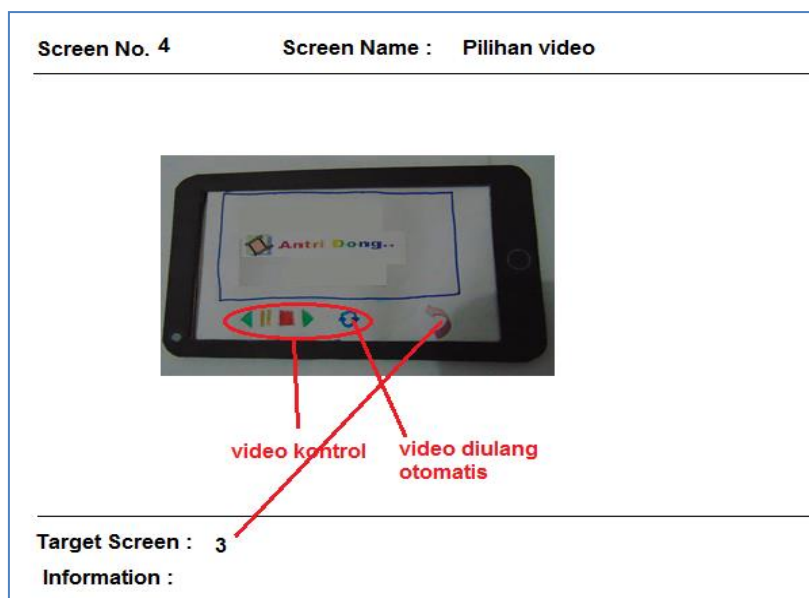 Screen No. 4 Screen Name : Pilihan video
Antri Dong..
video kontrol
video diulang
otomatis
Target Screen : 3
Information :